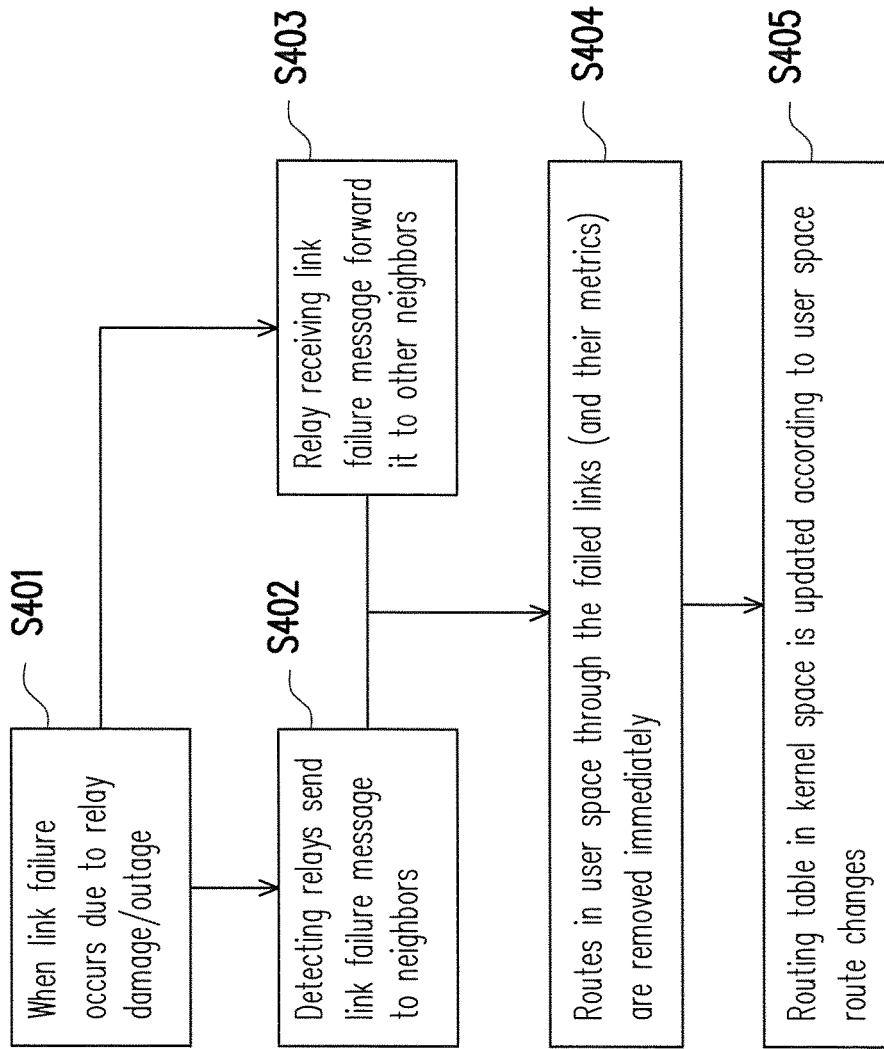 S401
When link failure
occurs due to relay
damage/outage
S402
Detecting relays send
link failure message
to neighbors
S403
Relay receiving link
failure message forward
it to other neighbors
S404
Routes in user space through the failed links (and their metrics)
are removed immediately
S405
Routing table in kernel space is updated according to user space
route changes